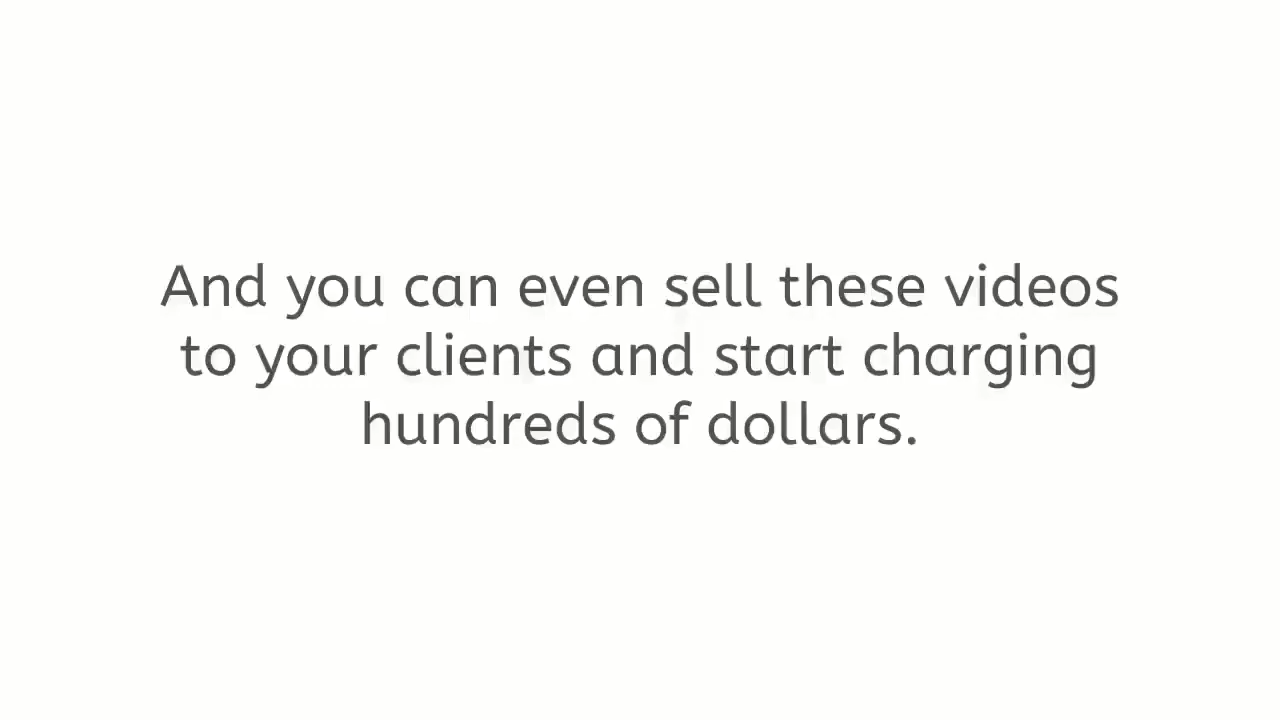 And you can even sell these videos
to your clients and start charging
hundreds of dollars.